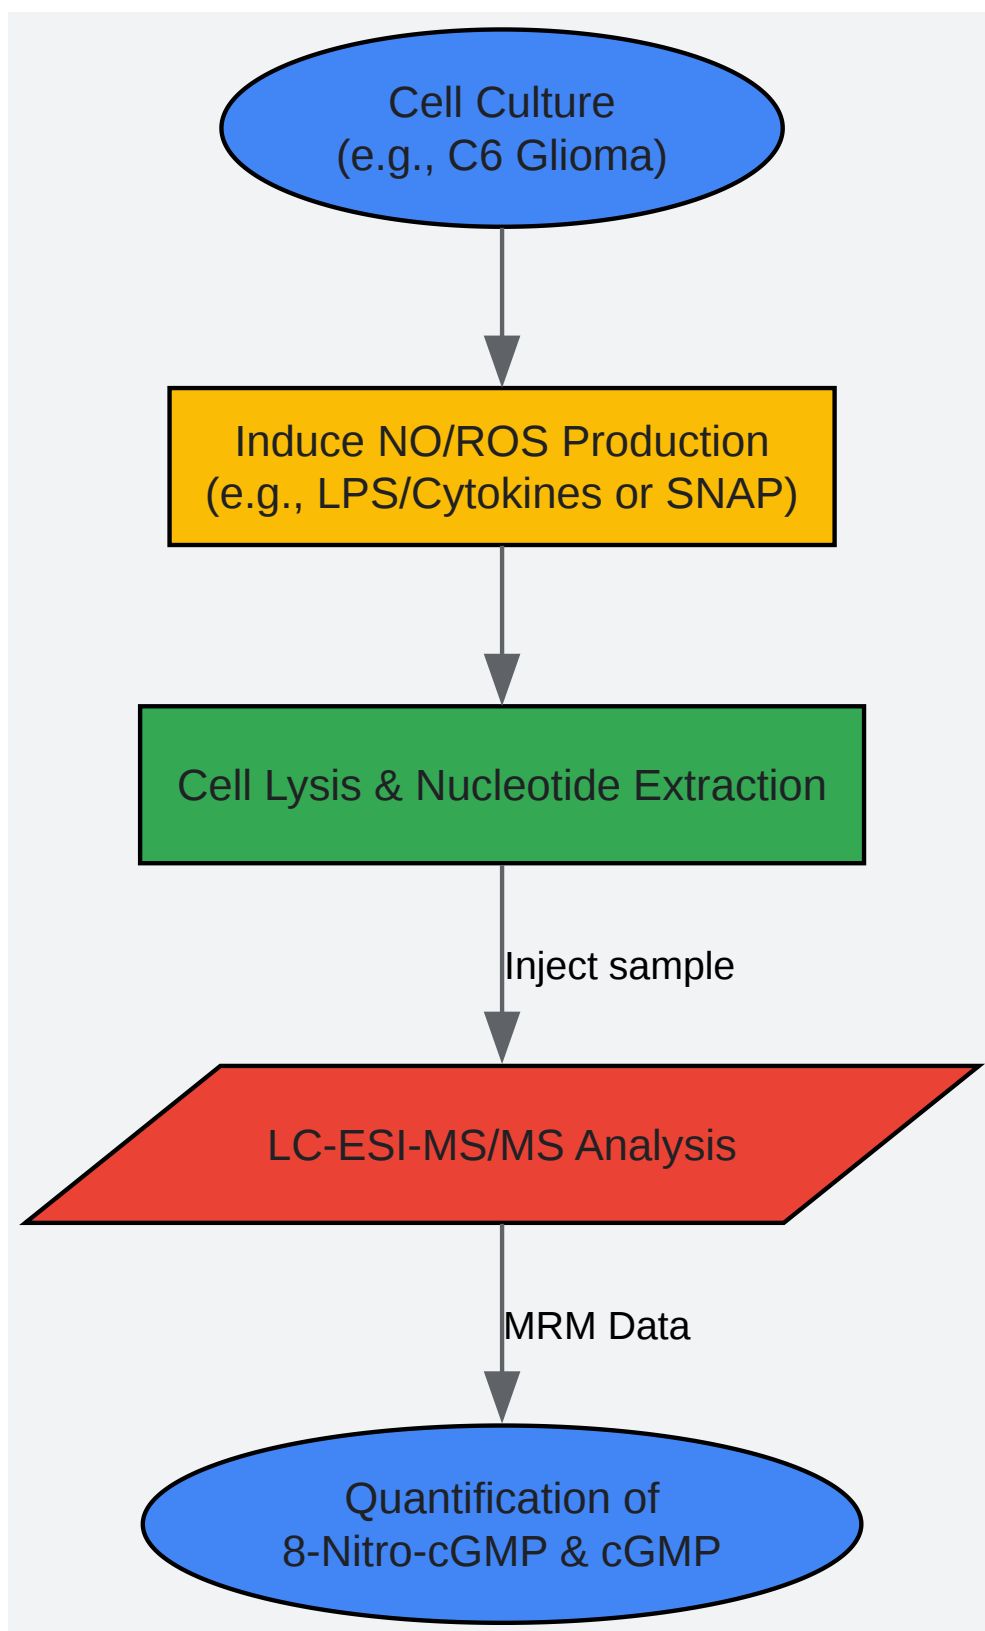 Cell Culture
(e.g., C6 Glioma)
Induce NO/ROS Production
(e.g., LPS/Cytokines or SNAP)
Cell Lysis & Nucleotide Extraction
Inject sample
LC-ESI-MS/MS Analysis
MRM Data
Quantification of
8-Nitro-cGMP & cGMP